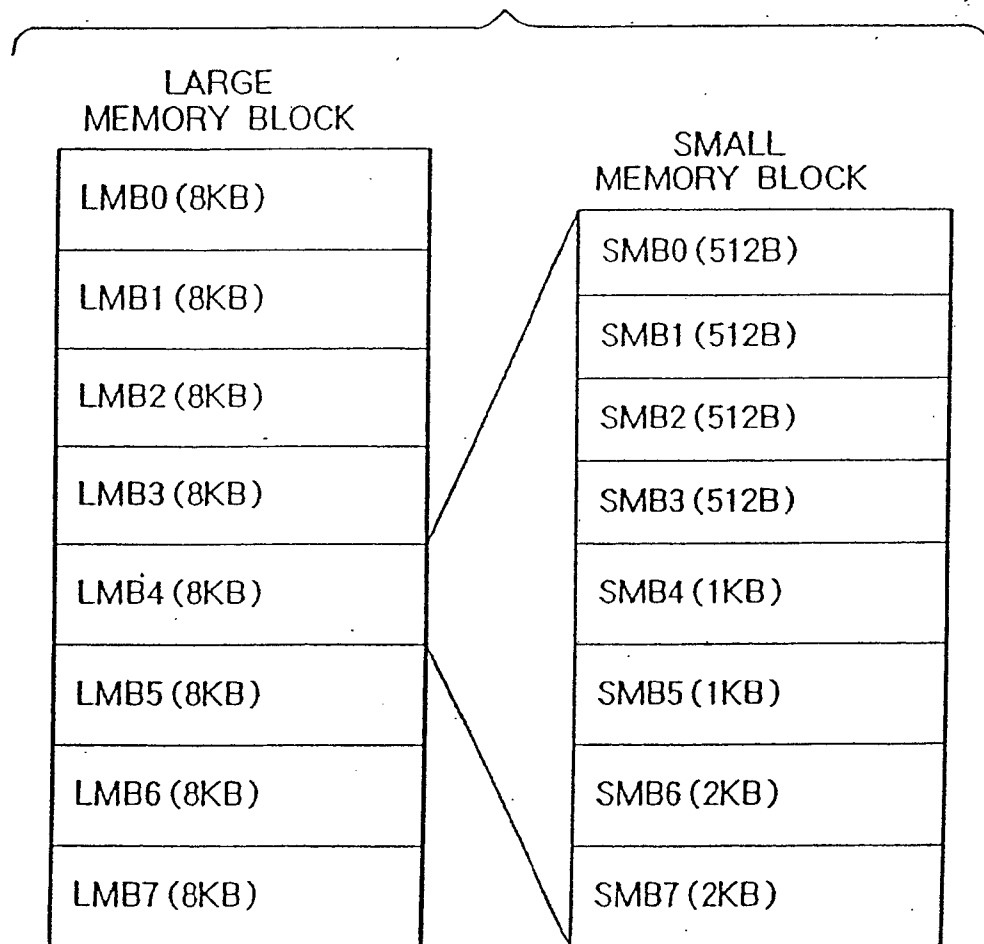 LARGE
MEMORY BLOCK
LMB0 (8KB)
LMB1 (8KB)
LMB2 (8KB)
LMB3 (8KB)
LMB4 (8KB)
LMB5 (8KB)
LMB6 (8KB)
LMB7 (8KB)
SMALL
MEMORY BLOCK
SMB0 (512B)
SMB1 (512B)
SMB2 (512B)
SMB3 (512B)
SMB4 (1KB)
SMB5 (1KB)
SMB6 (2KB)
SMB7 (2KB)